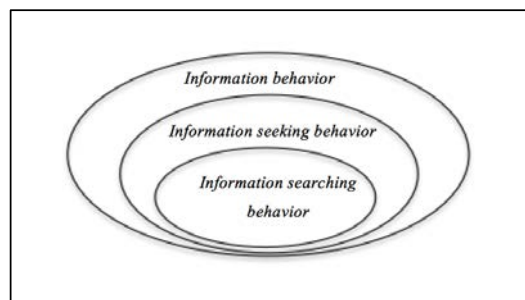 Information behavior
Information seeking behavior
Information searching
behavior